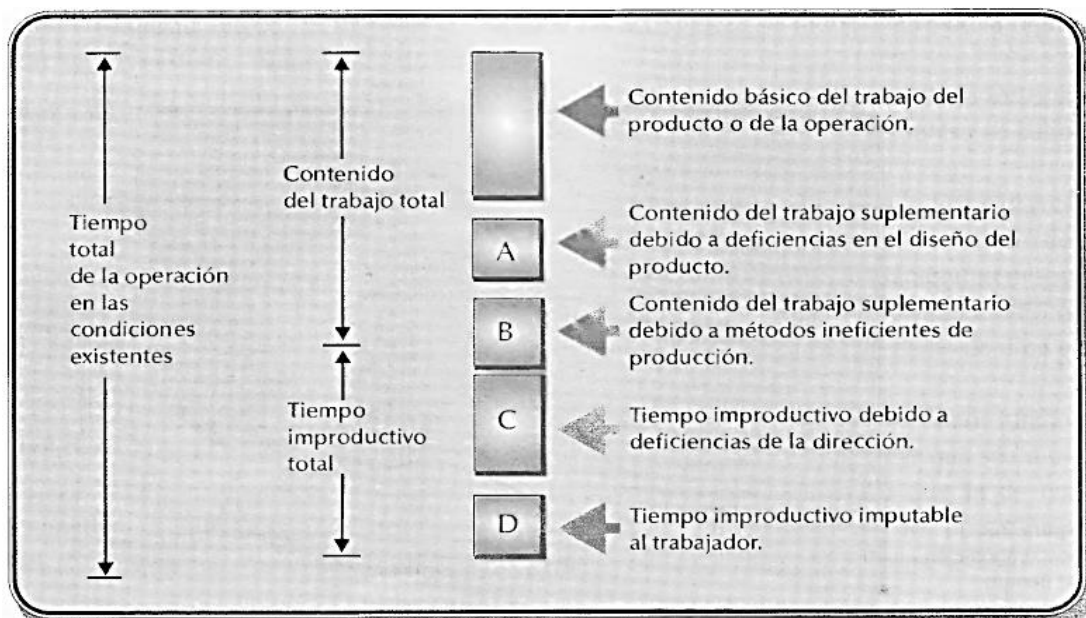 Tiempo
total
de la operación
en las
condiciones
existentes
Contenido
del trabajo total
Tiempo
improductivo
total
Contenido básico del trabajo del
producto o de la operación.
A
Contenido del trabajo suplementario
debido a deficiencias en el diseño del
producto.
B
Contenido del trabajo suplementario
debido a métodos ineficientes de
producción.
C
Tiempo improductivo debido a
deficiencias de la dirección.
D
Tiempo improductivo imputable
al trabajador.